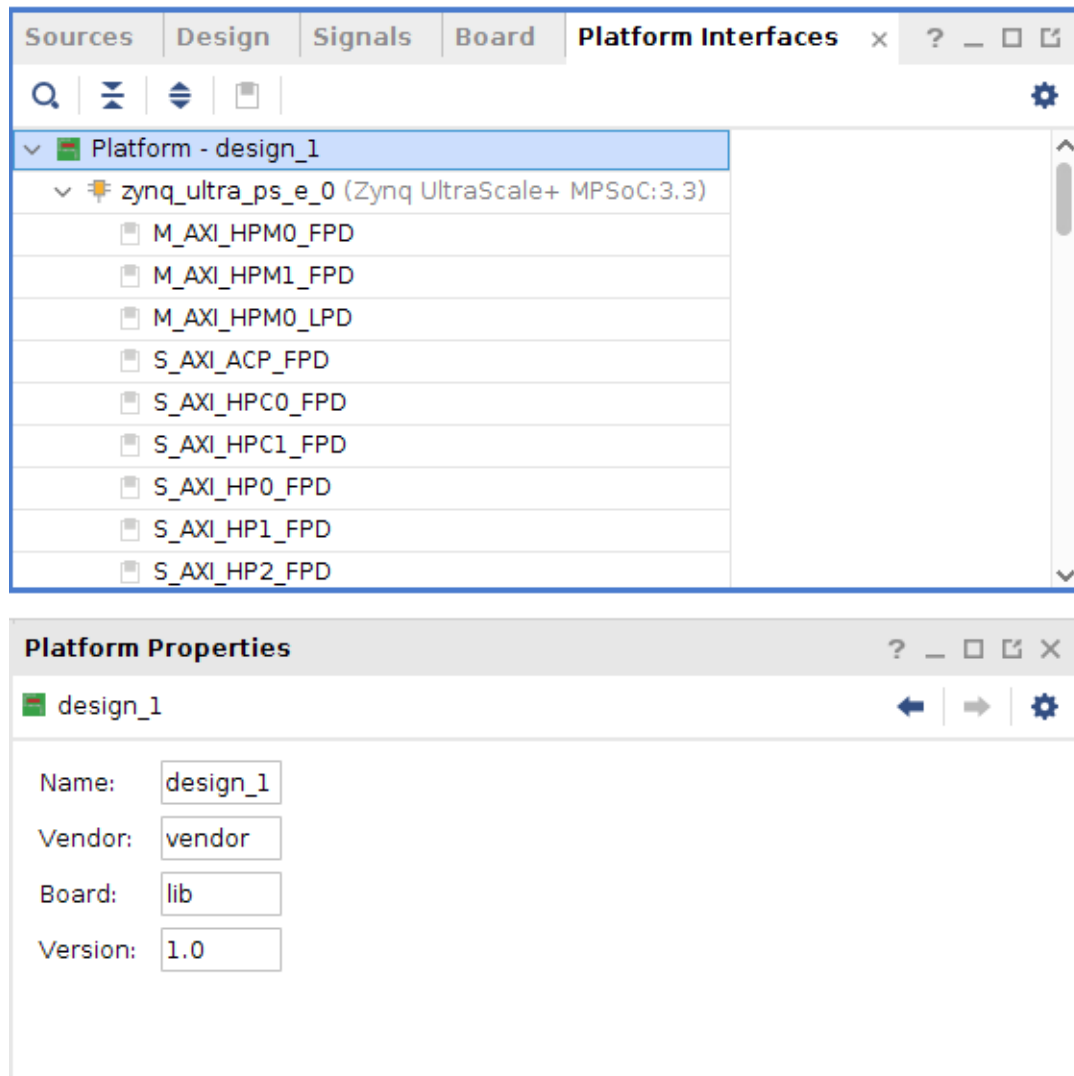 Sources Design Signals Board Platform Interfaces
Platform - design_1
zynq_ultra_ps_e_0 (Zynq UltraScale+ MPSoC:3.3)
M_AXI_HPM0_FPD
M_AXI_HPM1_FPD
M_AXI_HPM0_LPD
S_AXI_ACP_FPD
S_AXI_HPC0_FPD
S_AXI_HPC1_FPD
S_AXI_HP0_FPD
S_AXI_HP1_FPD
S_AXI_HP2_FPD
Platform Properties
design_1
Name: design_1
Vendor: vendor
Board: lib
Version: 1.0